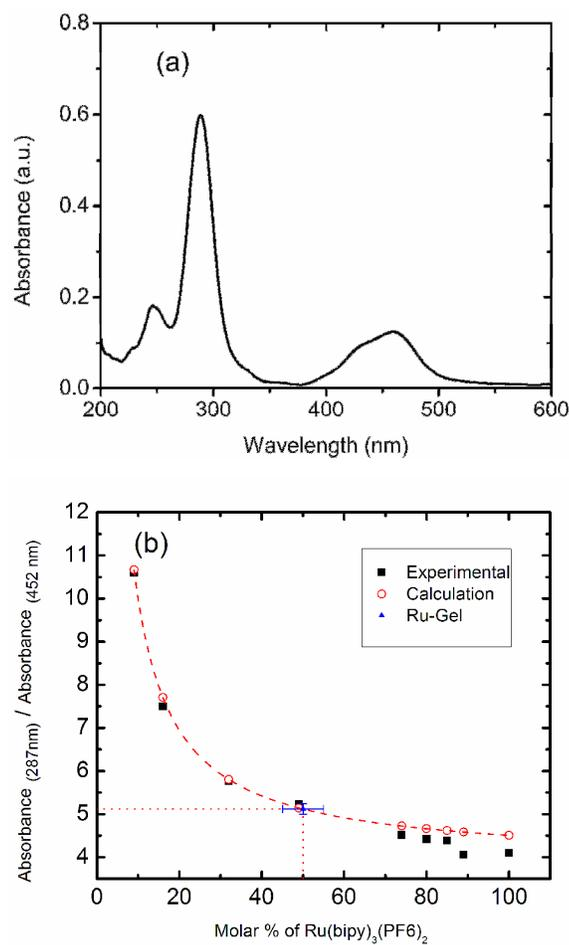 (a)
0.8
0.6
0.4
0.2
0.0
Absorbance (a.u.)
200 300 400 500 600
Wavelength (nm)
(b)
12
11
10
9
8
7
6
5
4
Absorbance (287nm) / Absorbance (452 nm)
Experimental
Calculation
Ru-Gel
0 20 40 60 80 100
Molar % of Ru(bipy)3(PF6)2